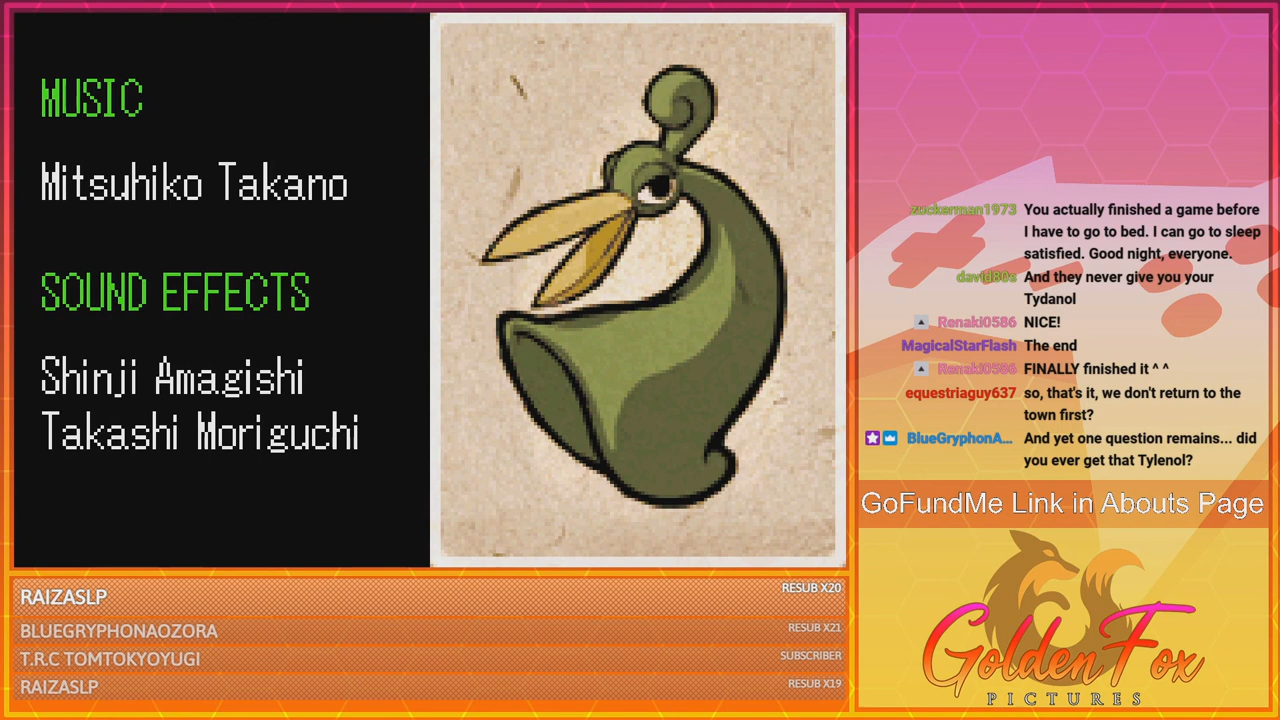 MUSIC
Mitsuhiko Takano
SOUND EFFECTS
Shinji Amagishi
Takashi Moriguchi
zuckerman1973 You actually finished a game before
I have to go to bed. I can go to sleep
satisfied. Good night, everyone.
david80s And they never give you your
Tydanol
Renaki0586 NICE!
MagicalStarFlash The end
Renaki0586 FINALLY finished it ^ ^
equestriaguy637 so, that's it, we don't return to the
town first?
BlueGryphonA... And yet one question remains... did
you ever get that Tylenol?
GoFundMe Link in Abouts Page
RAIZASLP RESUB X20
BLUEGRYPHONAOZORA RESUB X21
T.R.C TOMTOKYOYUGI SUBSCRIBER
RAIZASLP RESUB X19
GoldenFox
PICTURES